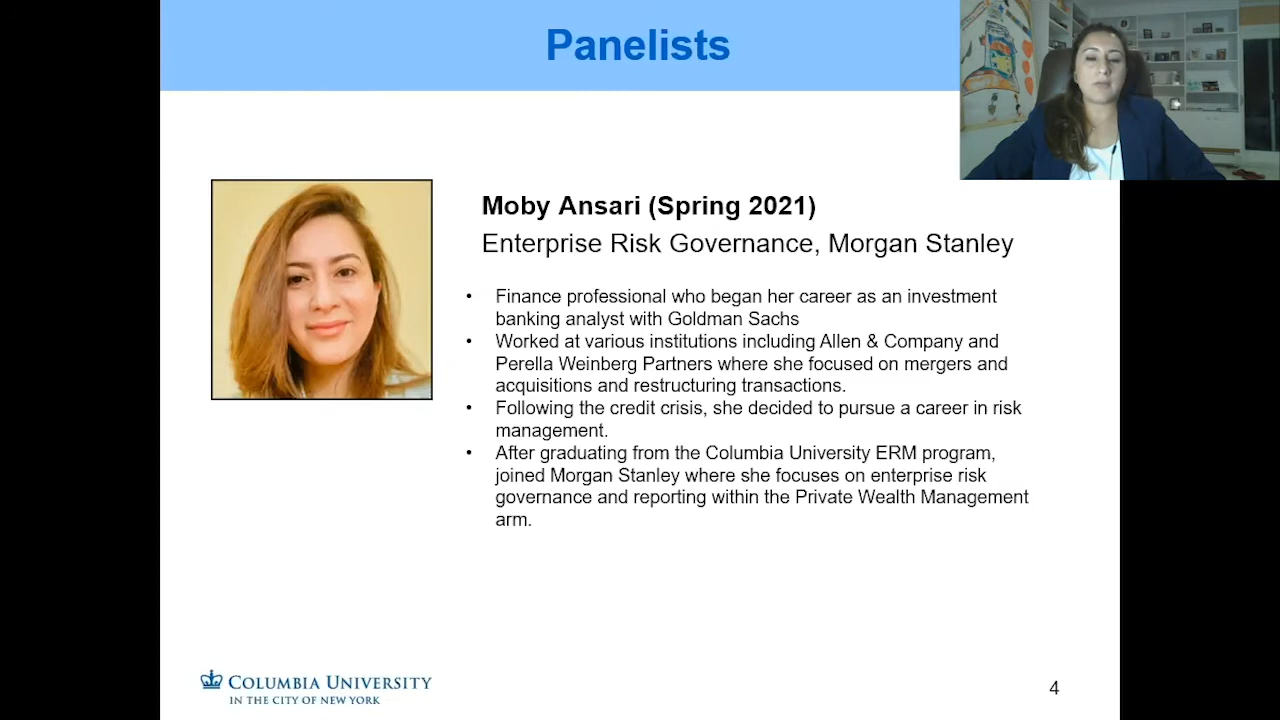 Panelists
Moby Ansari (Spring 2021)
Enterprise Risk Governance, Morgan Stanley
• Finance professional who began her career as an investment
banking analyst with Goldman Sachs
• Worked at various institutions including Allen & Company and
Perella Weinberg Partners where she focused on mergers and
acquisitions and restructuring transactions.
• Following the credit crisis, she decided to pursue a career in risk
management.
• After graduating from the Columbia University ERM program,
joined Morgan Stanley where she focuses on enterprise risk
governance and reporting within the Private Wealth Management
arm.
COLUMBIA UNIVERSITY
IN THE CITY OF NEW YORK
4